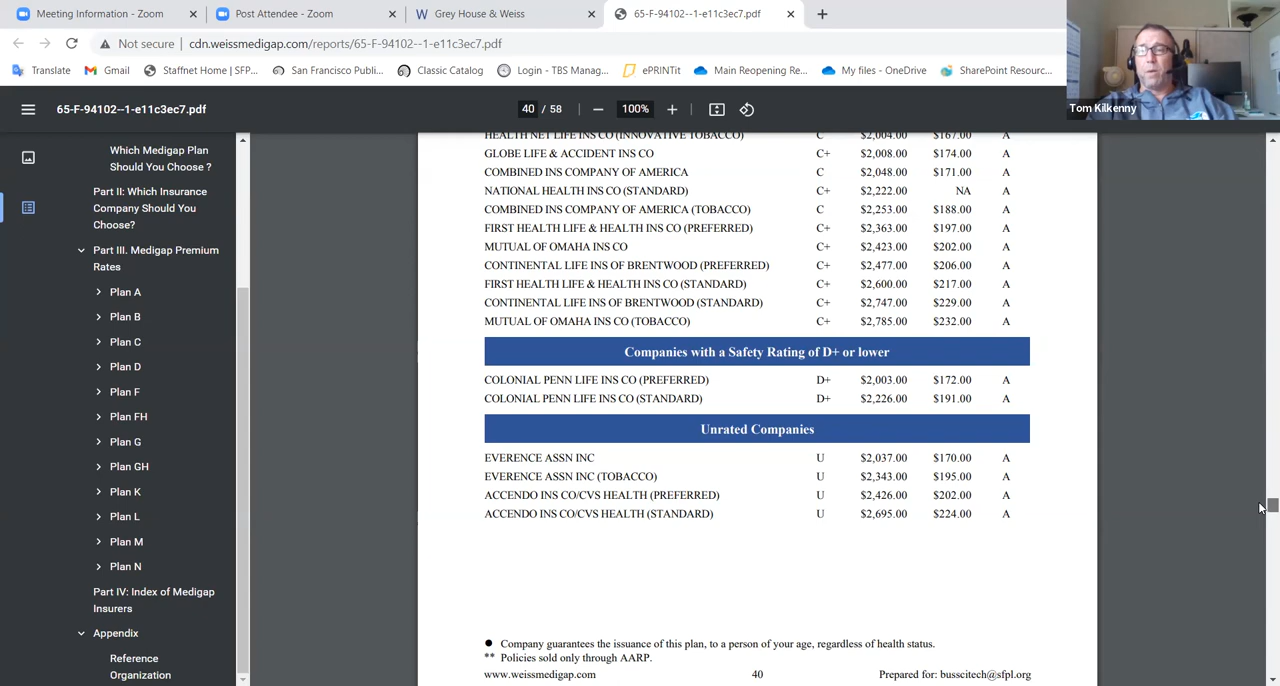 Meeting Information - Zoom
Post Attendee - Zoom
Grey House & Weiss
65-F-94102--1-e11c3ec7.pdf
Not secure | cdn.weissmedigap.com/reports/65-F-94102--1-e11c3ec7.pdf
Translate
Gmail
Staffnet Home | SFP...
San Francisco Publi...
Classic Catalog
Login - TBS Manag...
ePRINTit
Main Reopening Re...
My files - OneDrive
SharePoint Resourc...
Tom Kilkenny
65-F-94102--1-e11c3ec7.pdf
40 / 58
100%
Which Medigap Plan
Should You Choose ?
Part II: Which Insurance
Company Should You
Choose?
Part III. Medigap Premium
Rates
Plan A
Plan B
Plan C
Plan D
Plan F
Plan FH
Plan G
Plan GH
Plan K
Plan L
Plan M
Plan N
Part IV: Index of Medigap
Insurers
Appendix
Reference
Organization
HEALTH NET LIFE INS CO (INNOVATIVE TOBACCO) C $2,004.00 $167.00 A
GLOBE LIFE & ACCIDENT INS CO C+ $2,008.00 $174.00 A
COMBINED INS COMPANY OF AMERICA C $2,048.00 $171.00 A
NATIONAL HEALTH INS CO (STANDARD) C+ $2,222.00 NA A
COMBINED INS COMPANY OF AMERICA (TOBACCO) C $2,253.00 $188.00 A
FIRST HEALTH LIFE & HEALTH INS CO (PREFERRED) C+ $2,363.00 $197.00 A
MUTUAL OF OMAHA INS CO C+ $2,423.00 $202.00 A
CONTINENTAL LIFE INS OF BRENTWOOD (PREFERRED) C+ $2,477.00 $206.00 A
FIRST HEALTH LIFE & HEALTH INS CO (STANDARD) C+ $2,600.00 $217.00 A
CONTINENTAL LIFE INS OF BRENTWOOD (STANDARD) C+ $2,747.00 $229.00 A
MUTUAL OF OMAHA INS CO (TOBACCO) C+ $2,785.00 $232.00 A
Companies with a Safety Rating of D+ or lower
COLONIAL PENN LIFE INS CO (PREFERRED) D+ $2,003.00 $172.00 A
COLONIAL PENN LIFE INS CO (STANDARD) D+ $2,226.00 $191.00 A
Unrated Companies
EVERENCE ASSN INC U $2,037.00 $170.00 A
EVERENCE ASSN INC (TOBACCO) U $2,343.00 $195.00 A
ACCENDO INS CO/CVS HEALTH (PREFERRED) U $2,426.00 $202.00 A
ACCENDO INS CO/CVS HEALTH (STANDARD) U $2,695.00 $224.00 A
● Company guarantees the issuance of this plan, to a person of your age, regardless of health status.
** Policies sold only through AARP.
www.weissmedigap.com 40 Prepared for: busscitech@sfpl.org